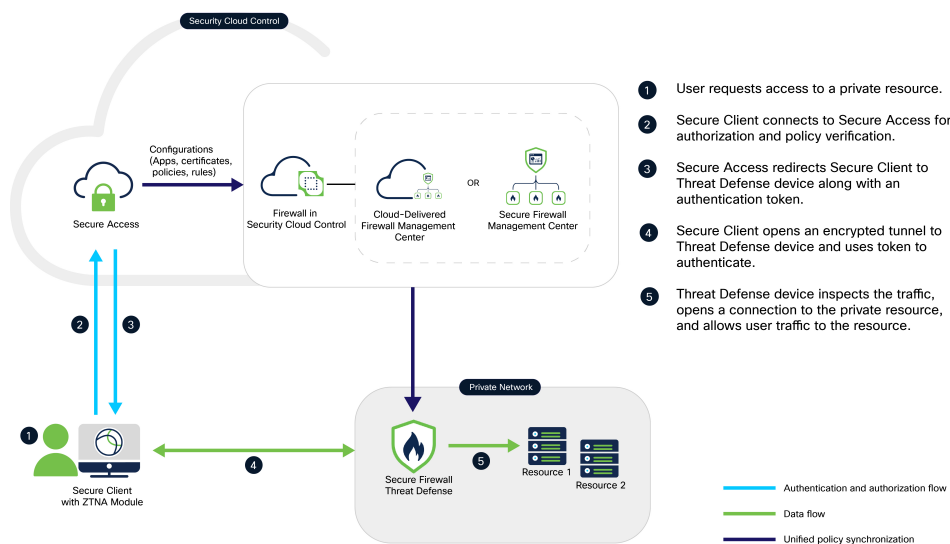 Security Cloud Control
Configurations
(Apps, certificates,
policies, rules)
Secure Access
Firewall in
Security Cloud Control
Cloud-Delivered
Firewall Management
Center
OR
Secure Firewall
Management Center
2
3
1
Secure Client
with ZTNA Module
4
Private Network
Secure Firewall
Threat Defense
5
Resource 1
Resource 2
1
User requests access to a private resource.
2
Secure Client connects to Secure Access for
authorization and policy verification.
3
Secure Access redirects Secure Client to
Threat Defense device along with an
authentication token.
4
Secure Client opens an encrypted tunnel to
Threat Defense device and uses token to
authenticate.
5
Threat Defense device inspects the traffic,
opens a connection to the private resource,
and allows user traffic to the resource.
Authentication and authorization flow
Data flow
Unified policy synchronization